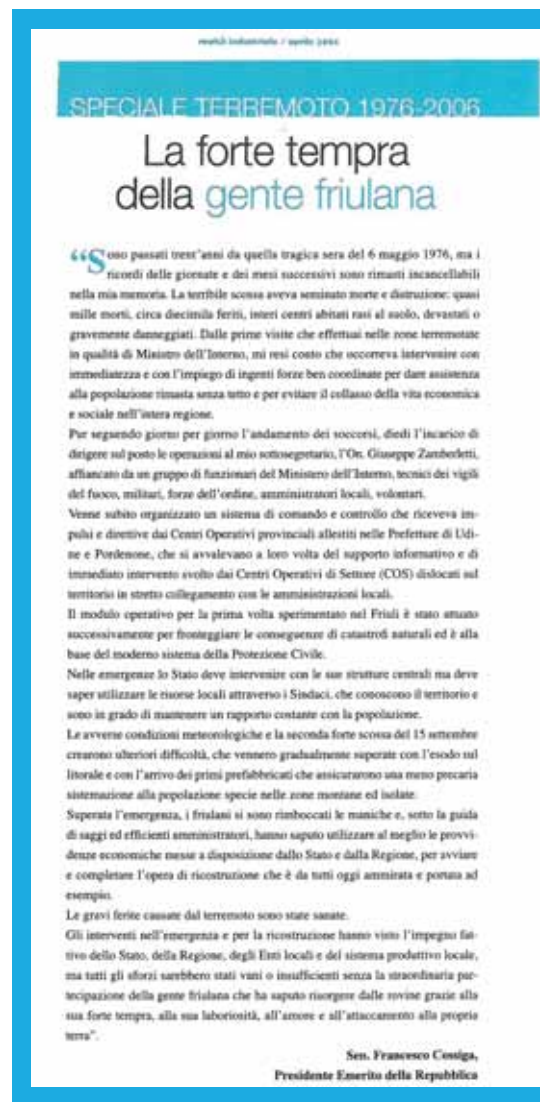 realtà industriale / aprile 2006
SPECIALE TERREMOTO 1976-2006
La forte tempra
della gente friulana
“Sono passati trent’anni da quella tragica sera del 6 maggio 1976, ma i
ricordi delle giornate e dei mesi successivi sono rimasti incancellabili
nella mia memoria. La terribile scossa aveva seminato morte e distruzione: quasi
mille morti, circa diecimila feriti, interi centri abitati rasi al suolo, devastati o
gravemente danneggiati. Dalle prime visite che effettuai nelle zone terremotate
in qualità di Ministro dell’Interno, mi resi conto che occorreva intervenire con
immediatezza e con l’impiego di ingenti forze ben coordinate per dare assistenza
alla popolazione rimasta senza tetto e per evitare il collasso della vita economica
e sociale nell’intera regione.
Pur seguendo giorno per giorno l’andamento dei soccorsi, diedi l’incarico di
dirigere sul posto le operazioni al mio sottosegretario, l’On. Giuseppe Zamberletti,
affiancato da un gruppo di funzionari del Ministero dell’Interno, tecnici dei vigili
del fuoco, militari, forze dell’ordine, amministratori locali, volontari.
Venne subito organizzato un sistema di comando e controllo che riceveva im-
pulsi e direttive dai Centri Operativi provinciali allestiti nelle Prefetture di Udi-
ne e Pordenone, che si avvalevano a loro volta del supporto informativo e di
immediato intervento svolto dai Centri Operativi di Settore (COS) dislocati sul
territorio in stretto collegamento con le amministrazioni locali.
Il modulo operativo per la prima volta sperimentato nel Friuli è stato attuato
successivamente per fronteggiare le conseguenze di catastrofi naturali ed è alla
base del moderno sistema della Protezione Civile.
Nelle emergenze lo Stato deve intervenire con le sue strutture centrali ma deve
saper utilizzare le risorse locali attraverso i Sindaci, che conoscono il territorio e
sono in grado di mantenere un rapporto costante con la popolazione.
Le avverse condizioni meteorologiche e la seconda forte scossa del 15 settembre
crearono ulteriori difficoltà, che vennero gradualmente superate con l’esodo sul
litorale e con l’arrivo dei primi prefabbricati che assicurarono una meno precaria
sistemazione alla popolazione specie nelle zone montane ed isolate.
Superata l’emergenza, i friulani si sono rimboccati le maniche e, sotto la guida
di saggi ed efficienti amministratori, hanno saputo utilizzare al meglio le provvi-
denze economiche messe a disposizione dallo Stato e dalla Regione, per avviare
e completare l’opera di ricostruzione che è da tutti oggi ammirata e portata ad
esempio.
Le gravi ferite causate dal terremoto sono state sanate.
Gli interventi nell’emergenza e per la ricostruzione hanno visto l’impegno fat-
tivo dello Stato, della Regione, degli Enti locali e del sistema produttivo locale,
ma tutti gli sforzi sarebbero stati vani o insufficienti senza la straordinaria par-
tecipazione della gente friulana che ha saputo risorgere dalle rovine grazie alla
sua forte tempra, alla sua laboriosità, all’amore e all’attaccamento alla propria
terra”.
Sen. Francesco Cossiga,
Presidente Emerito della Repubblica